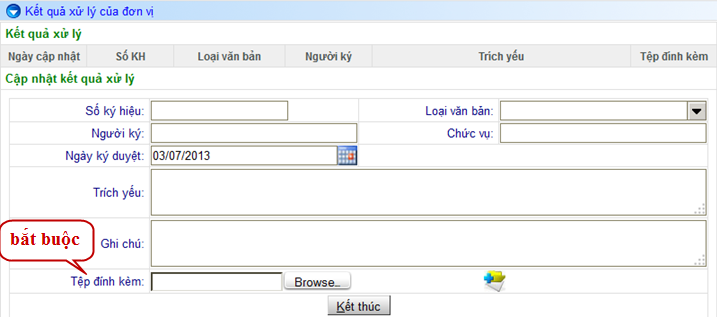 Kết quả xử lý của đơn vị
Kết quả xử lý
Ngày cập nhật Số KH Loại văn bản Người ký Trích yếu Tệp đính kèm
Cập nhật kết quả xử lý
Số ký hiệu: Loại văn bản:
Người ký: Chức vụ:
Ngày ký duyệt: 03/07/2013
Trích yếu:
bắt buộc
Ghi chú:
Tệp đính kèm: Browse...
Kết thúc